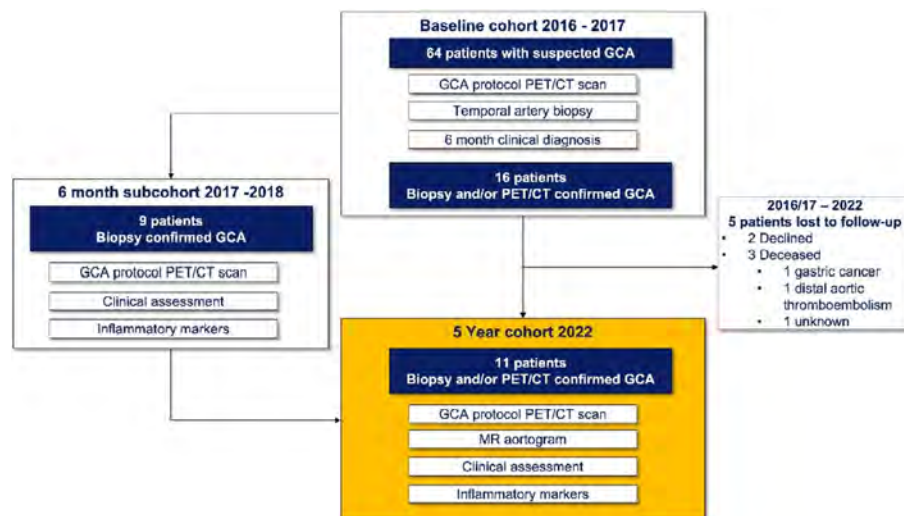 Baseline cohort 2016 - 2017
64 patients with suspected GCA
GCA protocol PET/CT scan
Temporal artery biopsy
6 month clinical diagnosis
16 patients
Biopsy and/or PET/CT confirmed GCA
6 month subcohort 2017 -2018
9 patients
Biopsy confirmed GCA
GCA protocol PET/CT scan
Clinical assessment
Inflammatory markers
2016/17 – 2022
5 patients lost to follow-up
• 2 Declined
• 3 Deceased
• 1 gastric cancer
• 1 distal aortic
thromboembolism
• 1 unknown
5 Year cohort 2022
11 patients
Biopsy and/or PET/CT confirmed GCA
GCA protocol PET/CT scan
MR aortogram
Clinical assessment
Inflammatory markers